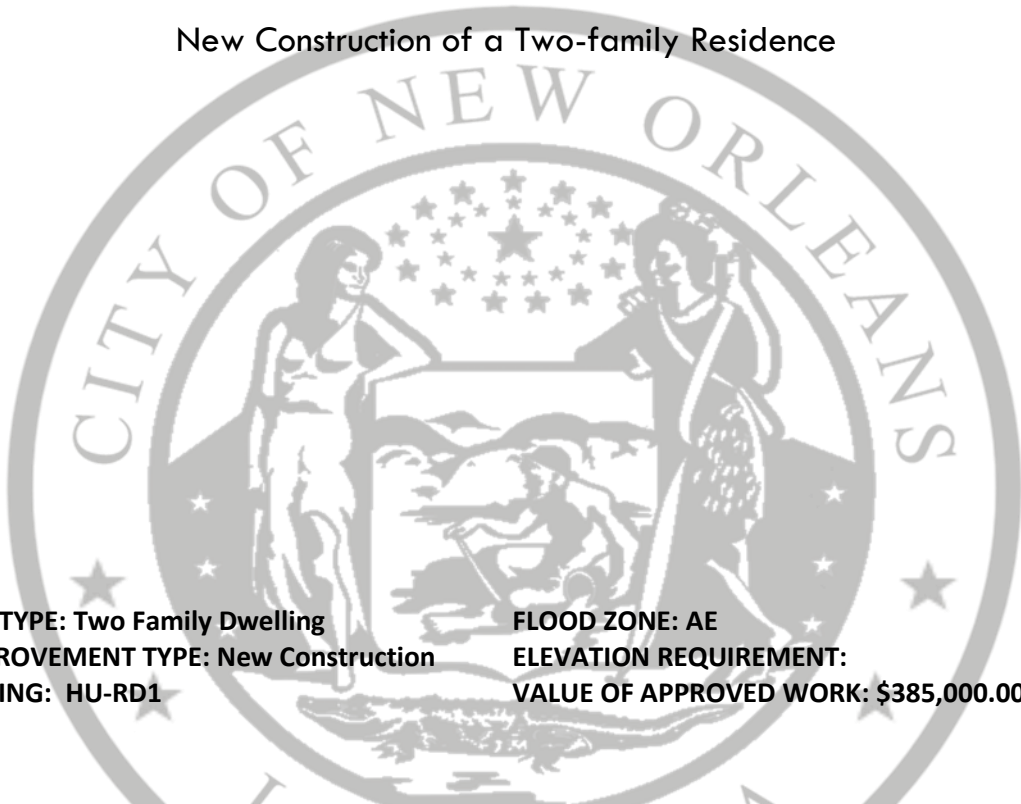 New Construction of a Two-family Residence
CITY OF NEW ORLEANS
TYPE: Two Family Dwelling
FLOOD ZONE: AE
ROVEMENT TYPE: New Construction
ELEVATION REQUIREMENT:
ING: HU-RD1
VALUE OF APPROVED WORK: $385,000.00